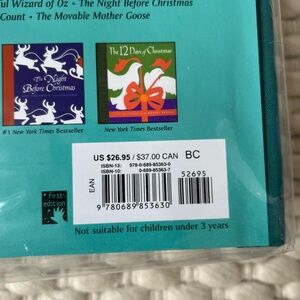 ful Wizard of Oz · The Night Before Christmas
Count · The Movable Mother Goose
The Night
Before Christmas
The 12 Days of Christmas
#1 New York Times Bestseller
New York Times Bestseller
US $26.95 / $37.00 CAN BC
ISBN-13: 978-0-689-85363-0
ISBN-10: 0-689-85363-7
52695
EAN
9 780689 853630 >
first
edition
Not suitable for children under 3 years